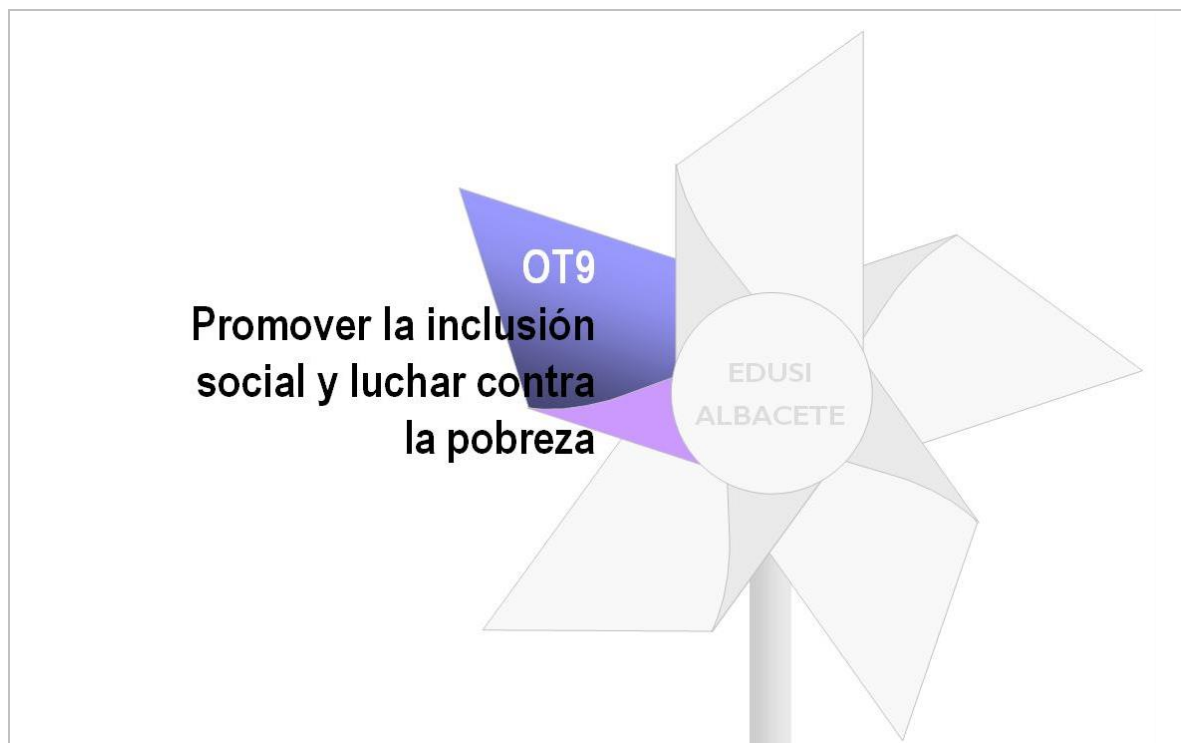 OT9
Promover la inclusión
social y luchar contra
la pobreza
EDUSI
ALBACETE